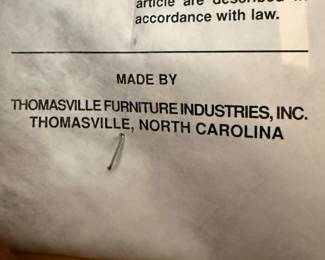 article are described in
accordance with law.
MADE BY
THOMASVILLE FURNITURE INDUSTRIES, INC.
THOMASVILLE, NORTH CAROLINA